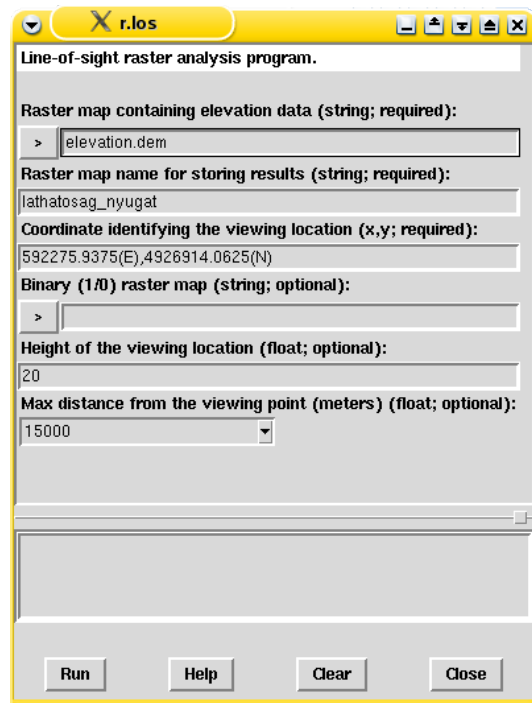 r.los
Line-of-sight raster analysis program.
Raster map containing elevation data (string; required):
> elevation.dem
Raster map name for storing results (string; required):
lathatosag_nyugat
Coordinate identifying the viewing location (x,y; required):
592275.9375(E),4926914.0625(N)
Binary (1/0) raster map (string; optional):
>
Height of the viewing location (float; optional):
20
Max distance from the viewing point (meters) (float; optional):
15000
Run Help Clear Close